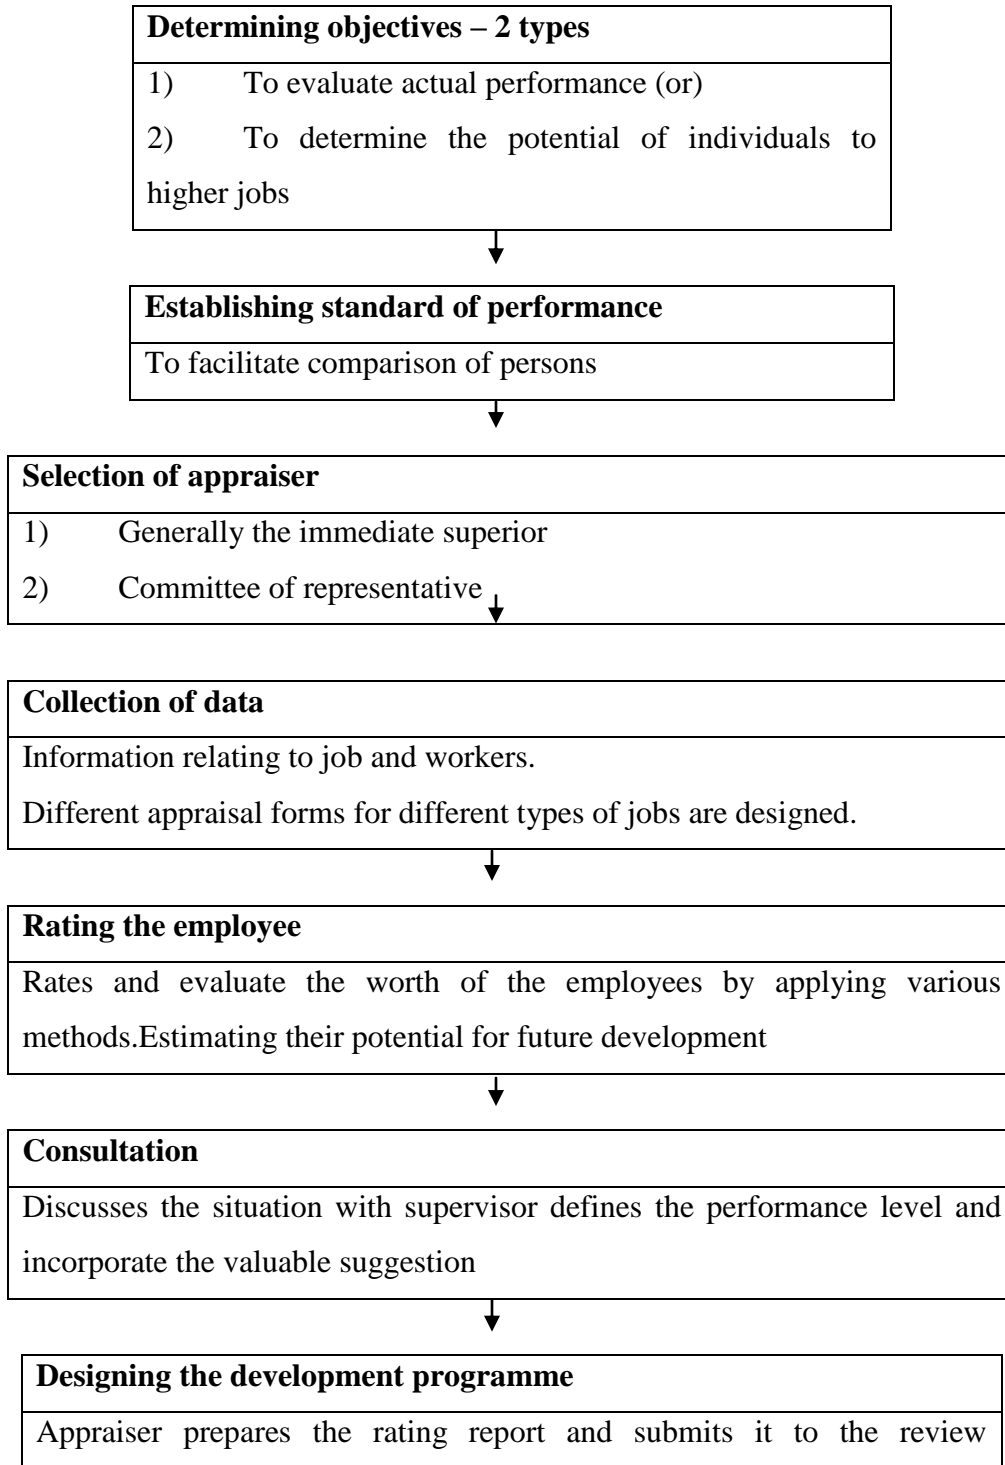 Determining objectives – 2 types
1) To evaluate actual performance (or)
2) To determine the potential of individuals to
higher jobs
Establishing standard of performance
To facilitate comparison of persons
Selection of appraiser
1) Generally the immediate superior
2) Committee of representative
Collection of data
Information relating to job and workers.
Different appraisal forms for different types of jobs are designed.
Rating the employee
Rates and evaluate the worth of the employees by applying various
methods.Estimating their potential for future development
Consultation
Discusses the situation with supervisor defines the performance level and
incorporate the valuable suggestion
Designing the development programme
Appraiser prepares the rating report and submits it to the review